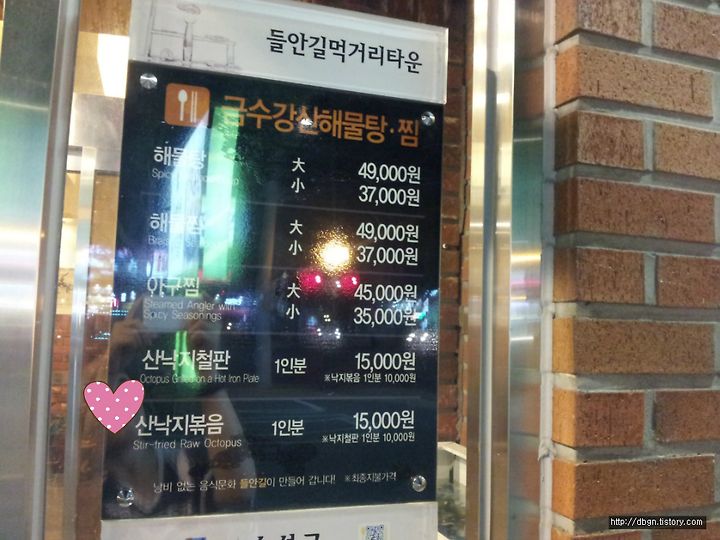 들안길먹거리타운
금수강산해물탕·찜
해물탕 大 49,000원
Spicy
小 37,000원
해물찜 大 49,000원
小 37,000원
아구찜 大 45,000원
Steamed Angler with
Spicy Seasonings
小 35,000원
산낙지철판 1인분 15,000원
Octopus Grilled on a Hot Iron Plate ※낙지볶음 1인분 10,000원
산낙지볶음 1인분 15,000원
Stir-fried Raw Octopus ※낙지철판 1인분 10,000원
낭비 없는 음식문화 들안길이 만들어 갑니다! ※최종지불가격
http://dbgn.tistory.com